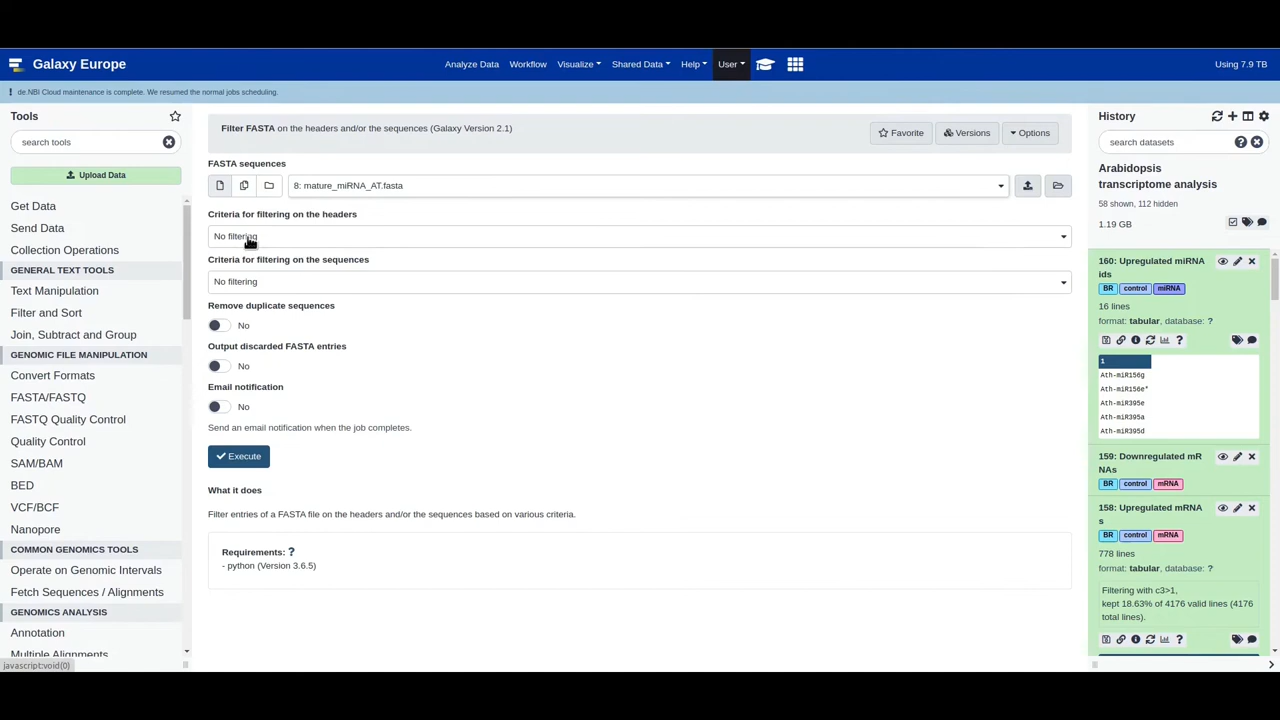 Galaxy Europe
Analyze Data
Workflow
Visualize
Shared Data
Help
User
Using 7.9 TB
! de.NBI Cloud maintenance is complete. We resumed the normal jobs scheduling.
Tools
search tools
Upload Data
Get Data
Send Data
Collection Operations
GENERAL TEXT TOOLS
Text Manipulation
Filter and Sort
Join, Subtract and Group
GENOMIC FILE MANIPULATION
Convert Formats
FASTA/FASTQ
FASTQ Quality Control
Quality Control
SAM/BAM
BED
VCF/BCF
Nanopore
COMMON GENOMICS TOOLS
Operate on Genomic Intervals
Fetch Sequences / Alignments
GENOMICS ANALYSIS
Annotation
Multiple Alignments
javascript:void(0)
Filter FASTA on the headers and/or the sequences (Galaxy Version 2.1)
Favorite
Versions
Options
FASTA sequences
8: mature_miRNA_AT.fasta
Criteria for filtering on the headers
No filtering
Criteria for filtering on the sequences
No filtering
Remove duplicate sequences
No
Output discarded FASTA entries
No
Email notification
No
Send an email notification when the job completes.
Execute
What it does
Filter entries of a FASTA file on the headers and/or the sequences based on various criteria.
Requirements: ?
- python (Version 3.6.5)
History
search datasets
Arabidopsis
transcriptome analysis
58 shown, 112 hidden
1.19 GB
160: Upregulated miRNA
ids
BR control miRNA
16 lines
format: tabular, database: ?
1
Ath-miR156g
Ath-miR156e*
Ath-miR395e
Ath-miR395a
Ath-miR395d
159: Downregulated mR
NAs
BR control mRNA
158: Upregulated mRNA
s
BR control mRNA
778 lines
format: tabular, database: ?
Filtering with c3>1,
kept 18.63% of 4176 valid lines (4176
total lines).